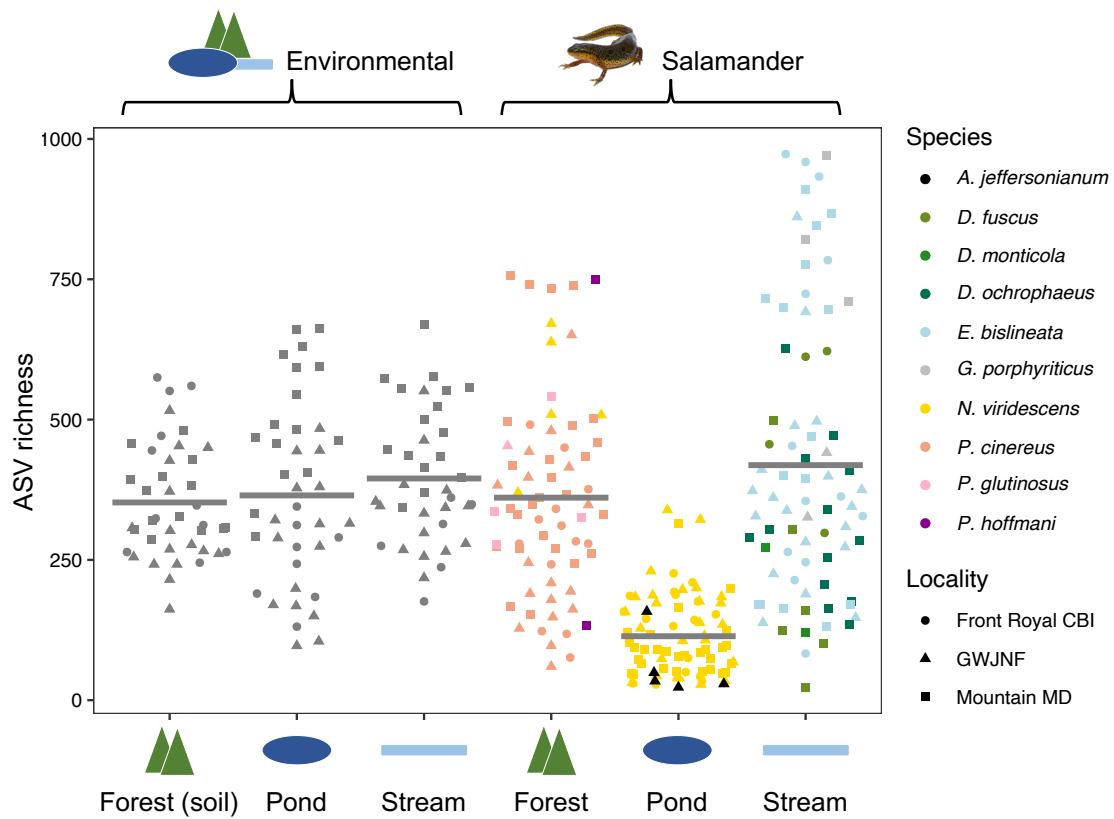 Environmental
Salamander
ASV richness
1000
750
500
250
0
Forest (soil)
Pond
Stream
Forest
Pond
Stream
Species
A. jeffersonianum
D. fuscus
D. monticola
D. ochrophaeus
E. bislineata
G. porphyriticus
N. viridescens
P. cinereus
P. glutinosus
P. hoffmani
Locality
Front Royal CBI
GWJNF
Mountain MD